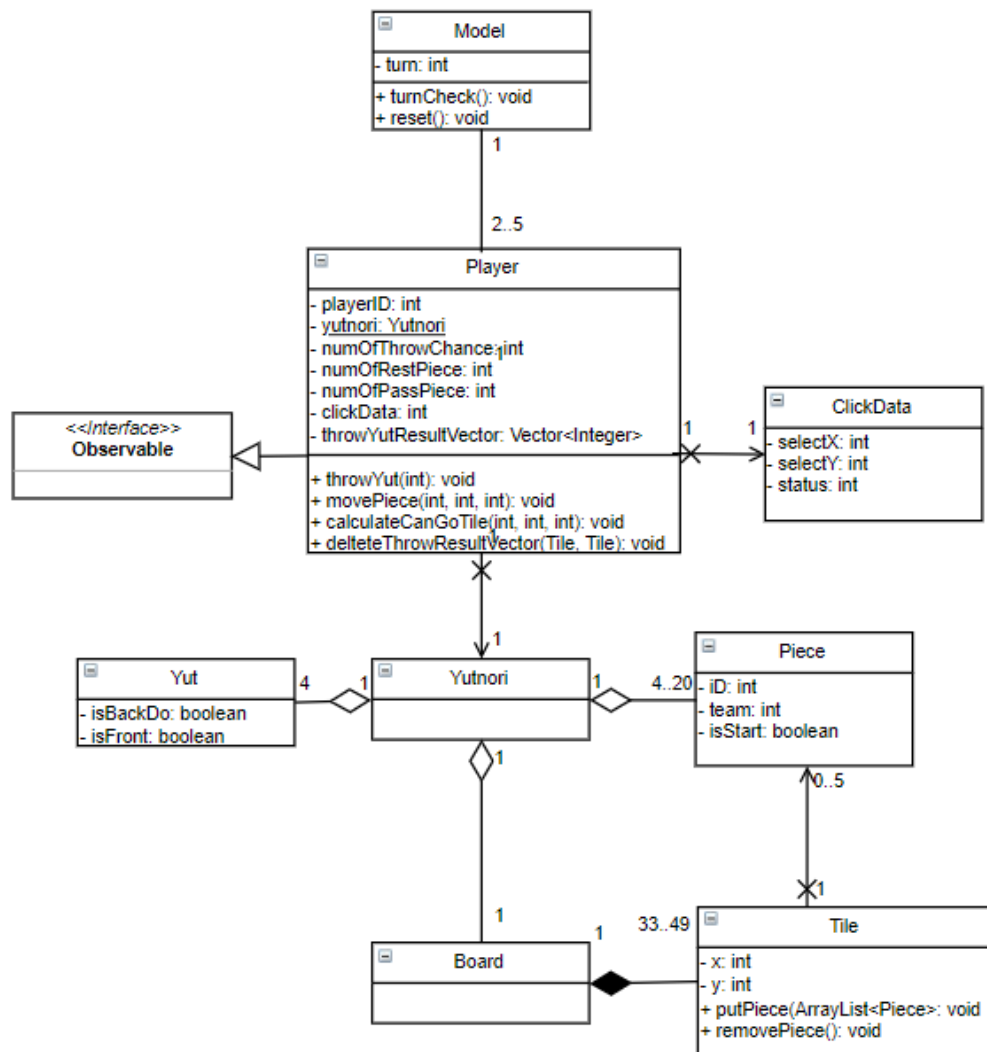 Model
- turn: int
+ turnCheck(): void
+ reset(): void
1
2..5
Player
- playerID: int
- yutnori: Yutnori
- numOfThrowChance: int
1
- numOfRestPiece: int
- numOfPassPiece: int
- clickData: int
- throwYutResultVector: Vector<Integer>
+ throwYut(int): void
+ movePiece(int, int, int): void
+ calculateCanGoTile(int, int, int): void
+ delteteThrowResultVector(Tile, Tile): void
1
<<Interface>>
Observable
1
1
ClickData
- selectX: int
- selectY: int
- status: int
1
Yut
- isBackDo: boolean
- isFront: boolean
4
1
Yutnori
1
4..20
Piece
- iD: int
- team: int
- isStart: boolean
1
0..5
1
1
Board
1
33..49
Tile
- x: int
- y: int
+ putPiece(ArrayList<Piece>: void
+ removePiece(): void